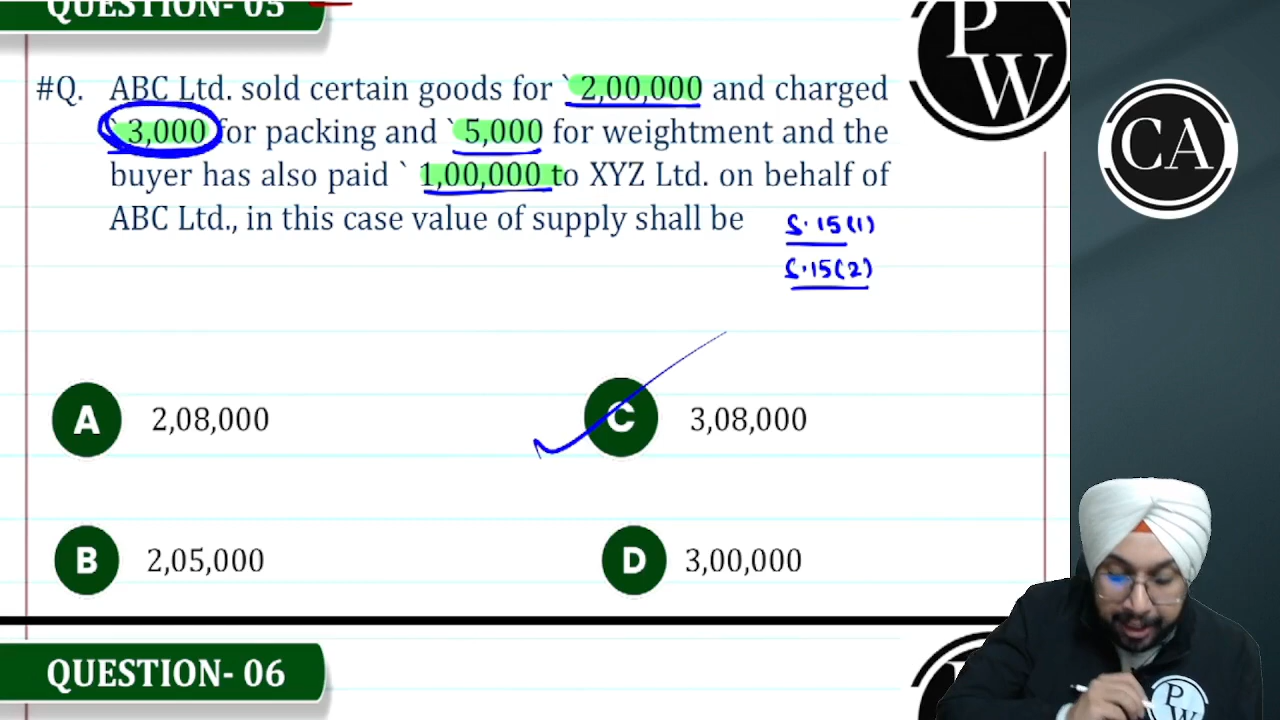 QUESTION- 05
#Q. ABC Ltd. sold certain goods for ` 2,00,000 and charged
` 3,000 for packing and ` 5,000 for weightment and the
buyer has also paid ` 1,00,000 to XYZ Ltd. on behalf of
ABC Ltd., in this case value of supply shall be
S.15(1)
S.15(2)
A 2,08,000
C 3,08,000
B 2,05,000
D 3,00,000
QUESTION- 06
P
W
CA
P
W